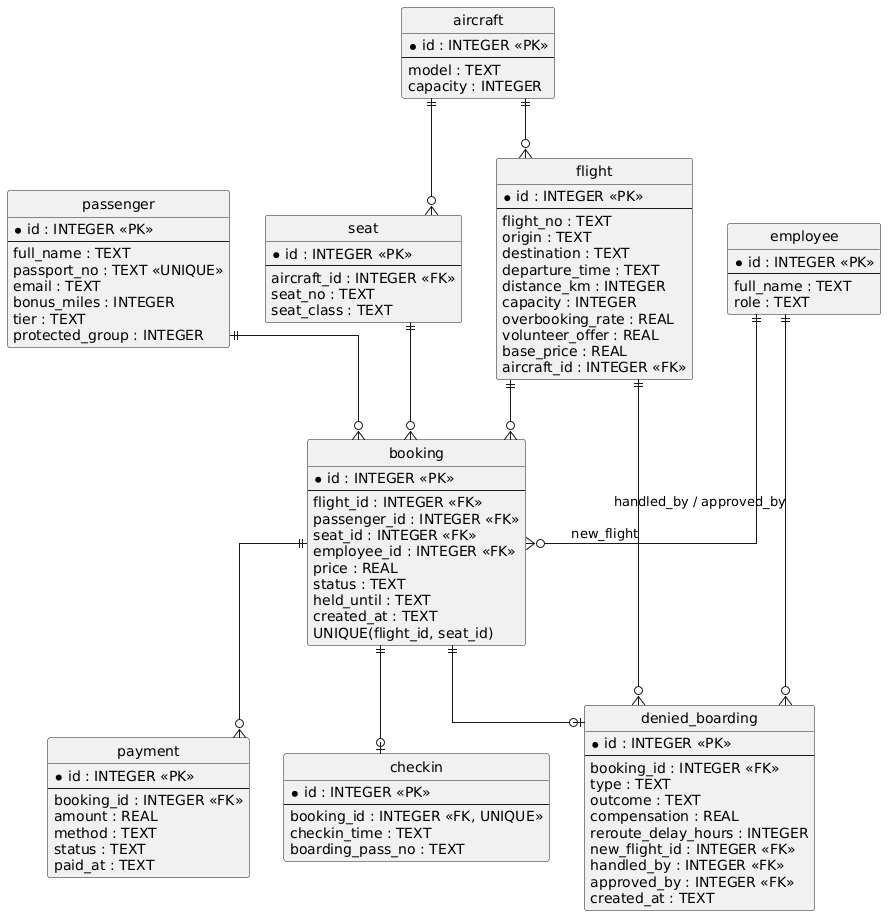 aircraft
* id : INTEGER «PK»
model : TEXT
capacity : INTEGER
passenger
* id : INTEGER «PK»
full_name : TEXT
passport_no : TEXT «UNIQUE»
email : TEXT
bonus_miles : INTEGER
tier : TEXT
protected_group : INTEGER
seat
* id : INTEGER «PK»
aircraft_id : INTEGER «FK»
seat_no : TEXT
seat_class : TEXT
flight
* id : INTEGER «PK»
flight_no : TEXT
origin : TEXT
destination : TEXT
departure_time : TEXT
distance_km : INTEGER
capacity : INTEGER
overbooking_rate : REAL
volunteer_offer : REAL
base_price : REAL
aircraft_id : INTEGER «FK»
employee
* id : INTEGER «PK»
full_name : TEXT
role : TEXT
booking
* id : INTEGER «PK»
flight_id : INTEGER «FK»
passenger_id : INTEGER «FK»
seat_id : INTEGER «FK»
employee_id : INTEGER «FK»
price : REAL
status : TEXT
held_until : TEXT
created_at : TEXT
UNIQUE(flight_id, seat_id)
handled_by / approved_by
new_flight
payment
* id : INTEGER «PK»
booking_id : INTEGER «FK»
amount : REAL
method : TEXT
status : TEXT
paid_at : TEXT
checkin
* id : INTEGER «PK»
booking_id : INTEGER «FK, UNIQUE»
checkin_time : TEXT
boarding_pass_no : TEXT
denied_boarding
* id : INTEGER «PK»
booking_id : INTEGER «FK»
type : TEXT
outcome : TEXT
compensation : REAL
reroute_delay_hours : INTEGER
new_flight_id : INTEGER «FK»
handled_by : INTEGER «FK»
approved_by : INTEGER «FK»
created_at : TEXT